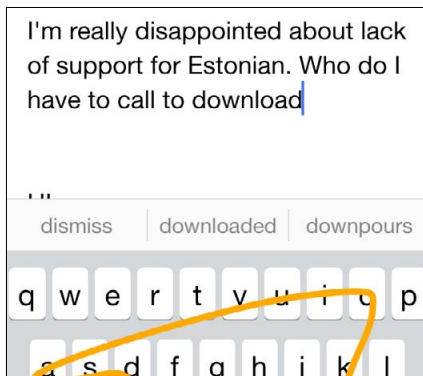 I'm really disappointed about lack
of support for Estonian. Who do I
have to call to download
dismiss downloaded downpours
q w e r t y u i o p
a s d f g h j k l